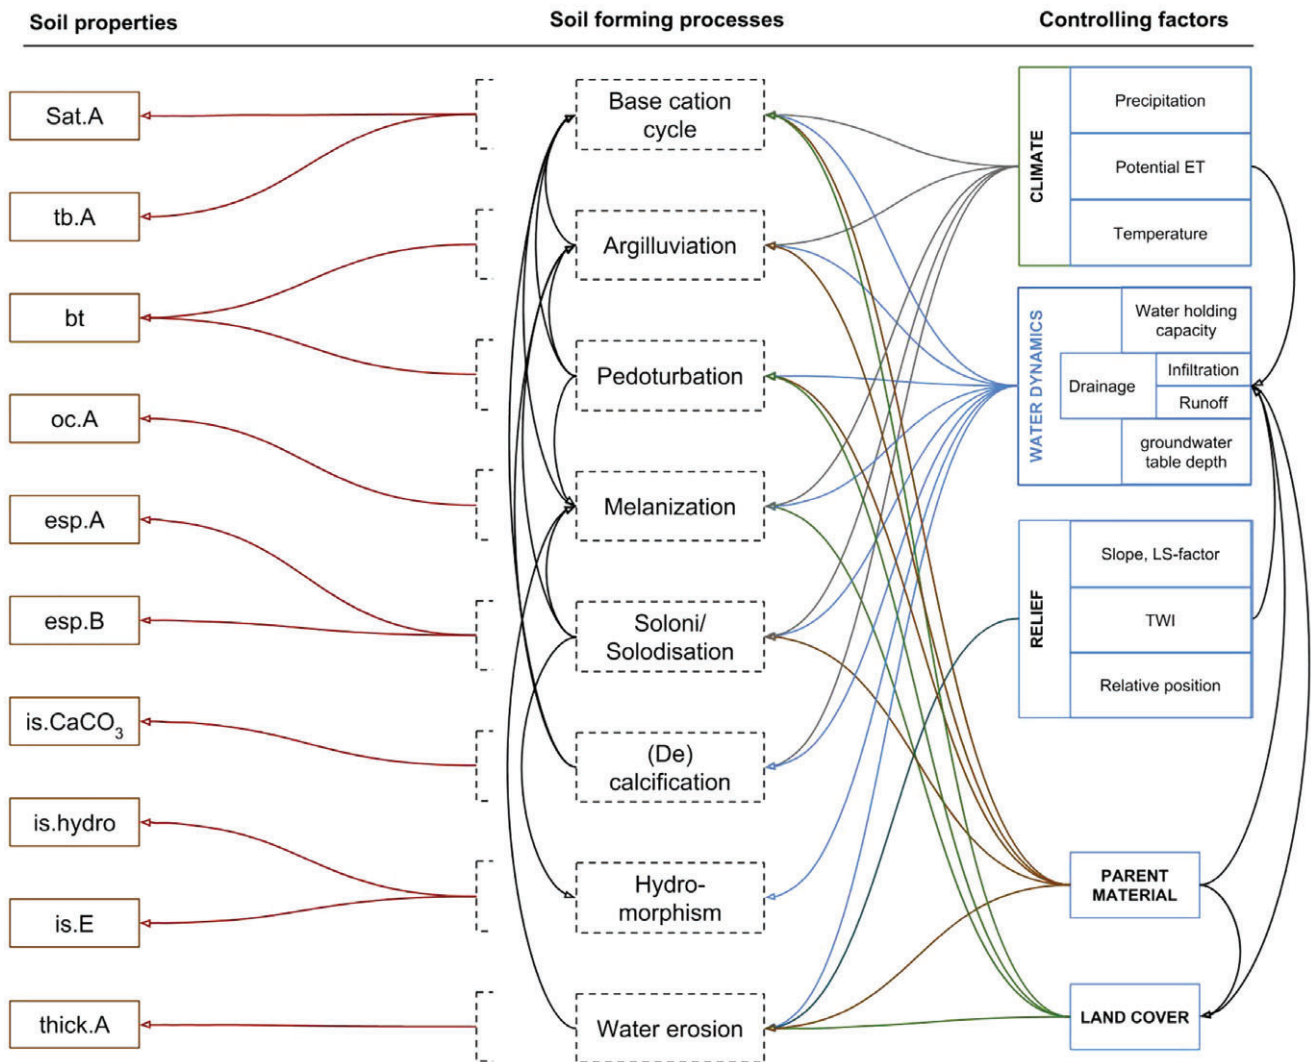 Soil properties
Soil forming processes
Controlling factors
Sat.A
tb.A
bt
oc.A
esp.A
esp.B
is.CaCO3
is.hydro
is.E
thick.A
Base cation
cycle
Argilluviation
Pedoturbation
Melanization
Soloni/
Solodisation
(De)
calcification
Hydro-
morphism
Water erosion
CLIMATE
Precipitation
Potential ET
Temperature
WATER DYNAMICS
Water holding
capacity
Drainage
Infiltration
Runoff
groundwater
table depth
RELIEF
Slope, LS-factor
TWI
Relative position
PARENT
MATERIAL
LAND COVER